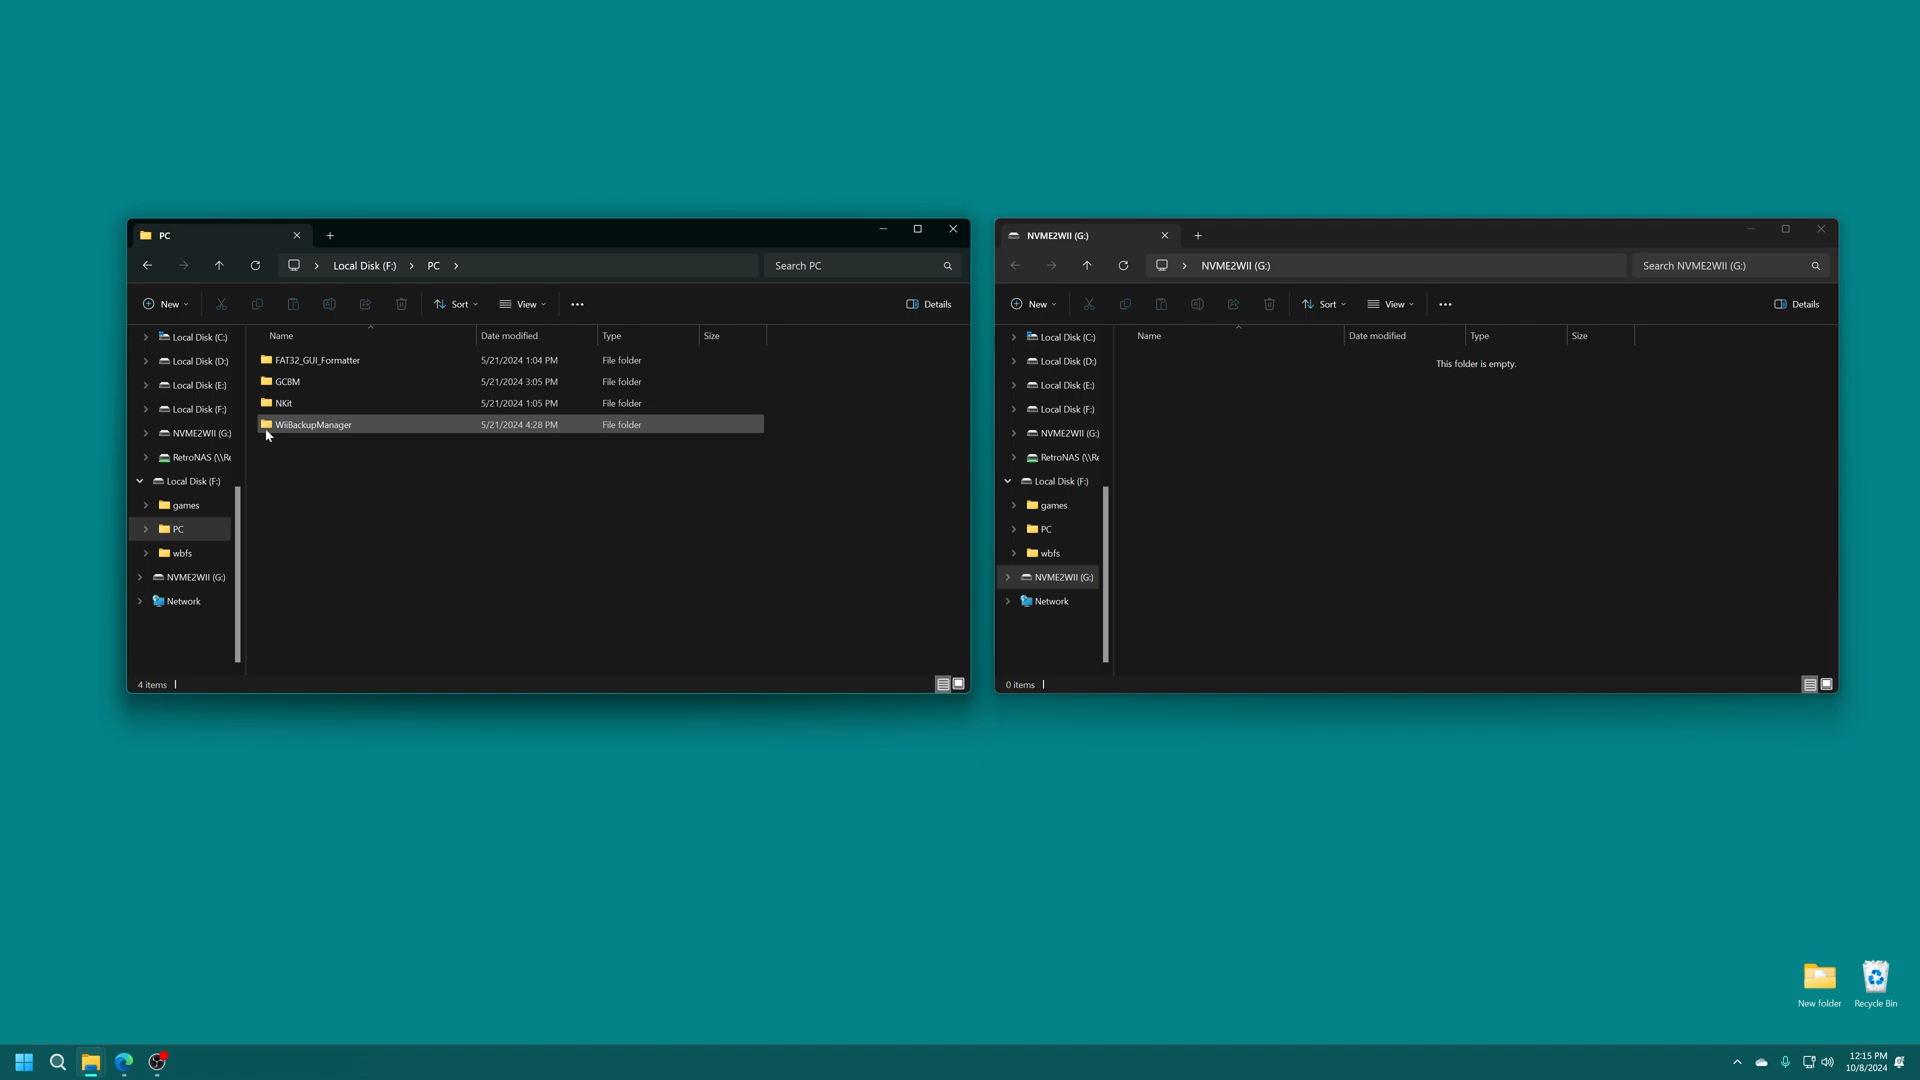 PC
Local Disk (F:) > PC >
Search PC
New
Sort
View
Details
Name
Date modified
Type
Size
Local Disk (C:)
Local Disk (D:)
Local Disk (E:)
Local Disk (F:)
NVME2WII (G:)
RetroNAS (\\Re
Local Disk (F:)
games
PC
wbfs
NVME2WII (G:)
Network
FAT32_GUI_Formatter 5/21/2024 1:04 PM File folder
GCBM 5/21/2024 3:05 PM File folder
NKit 5/21/2024 1:05 PM File folder
WiiBackupManager 5/21/2024 4:28 PM File folder
4 items
NVME2WII (G:)
NVME2WII (G:)
Search NVME2WII (G:)
New
Sort
View
Details
Name
Date modified
Type
Size
Local Disk (C:)
Local Disk (D:)
Local Disk (E:)
Local Disk (F:)
NVME2WII (G:)
RetroNAS (\\Re
Local Disk (F:)
games
PC
wbfs
NVME2WII (G:)
Network
This folder is empty.
0 items
New folder
Recycle Bin
12:15 PM
10/8/2024